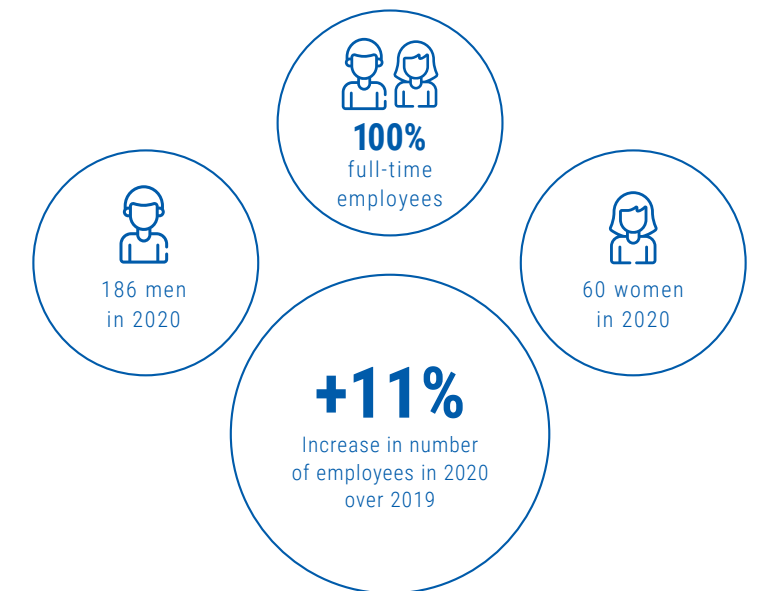 100%
full-time
employees
186 men
in 2020
60 women
in 2020
+11%
Increase in number
of employees in 2020
over 2019